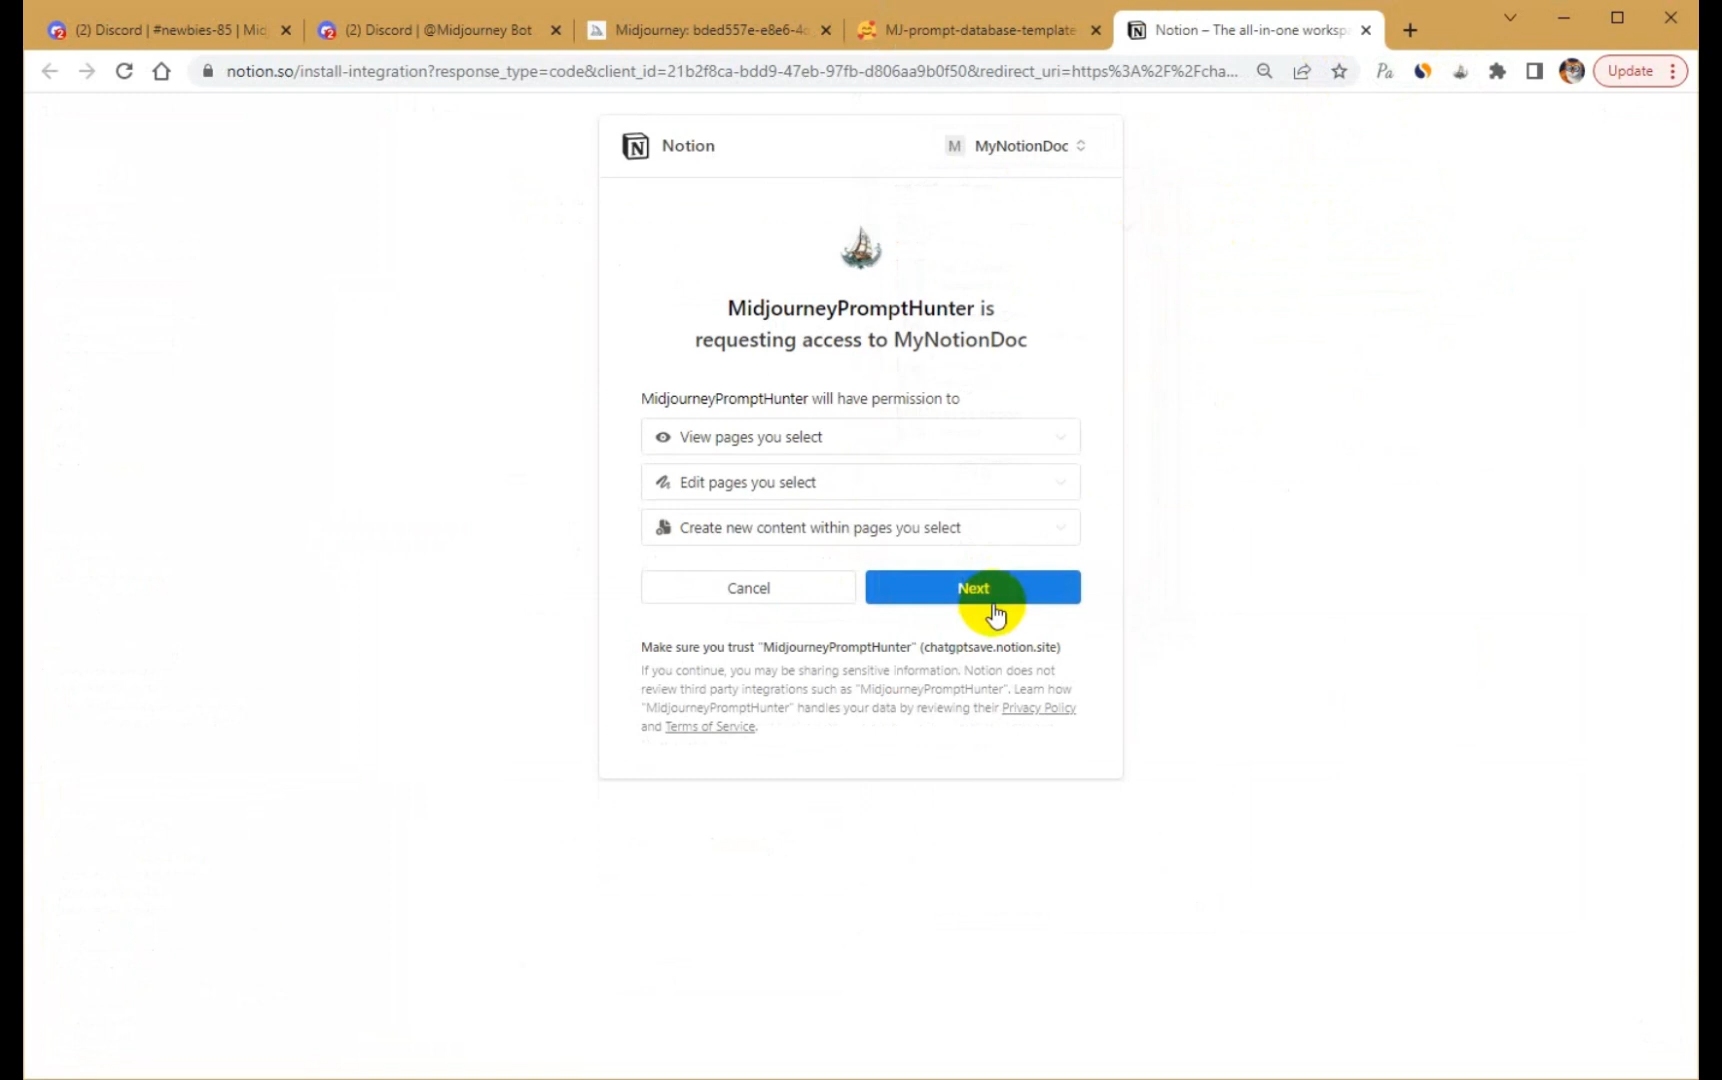 (2) Discord | #newbies-85 | Mid
(2) Discord | @Midjourney Bot
Midjourney: bded557e-e8e6-4c
MJ-prompt-database-template
Notion – The all-in-one workspa
notion.so/install-integration?response_type=code&client_id=21b2f8ca-bdd9-47eb-97fb-d806aa9b0f50&redirect_uri=https%3A%2F%2Fcha...
Pa
Update
Notion
M MyNotionDoc
MidjourneyPromptHunter is
requesting access to MyNotionDoc
MidjourneyPromptHunter will have permission to
View pages you select
Edit pages you select
Create new content within pages you select
Cancel
Next
Make sure you trust "MidjourneyPromptHunter" (chatgptsave.notion.site)
If you continue, you may be sharing sensitive information. Notion does not
review third party integrations such as "MidjourneyPromptHunter". Learn how
"MidjourneyPromptHunter" handles your data by reviewing their Privacy Policy
and Terms of Service.